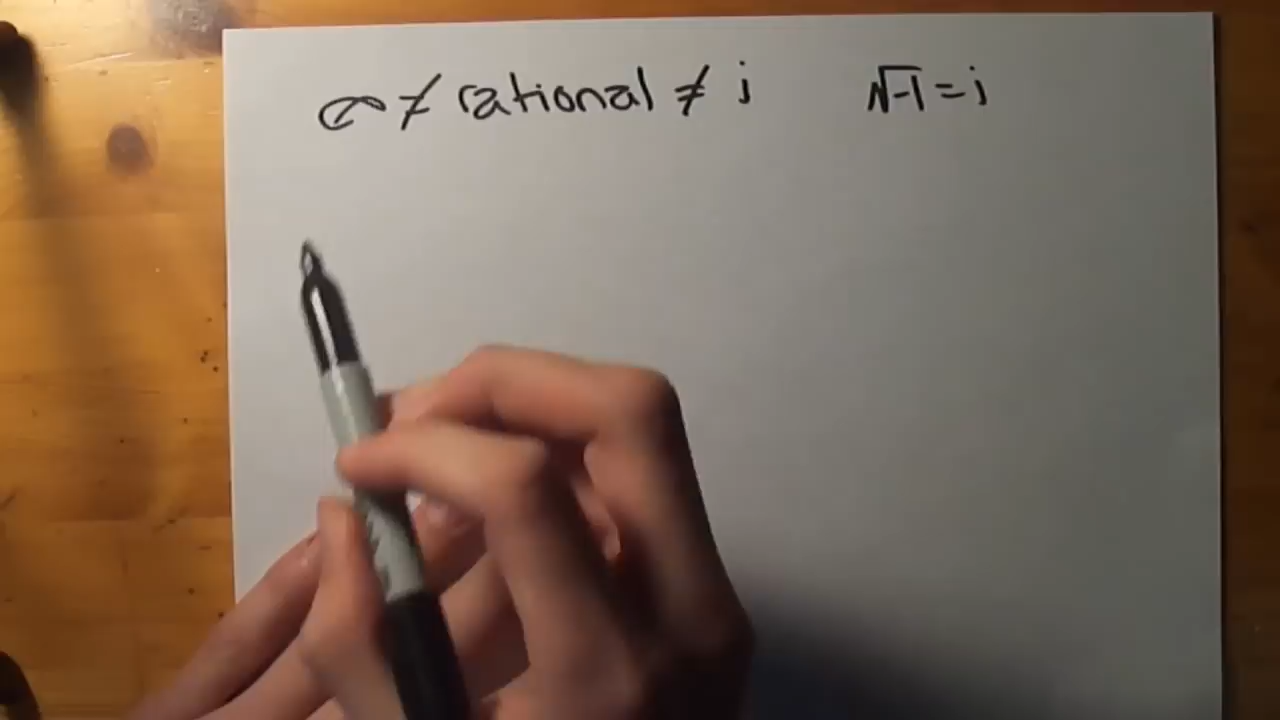 ≠ rational ≠ j √-1 = j